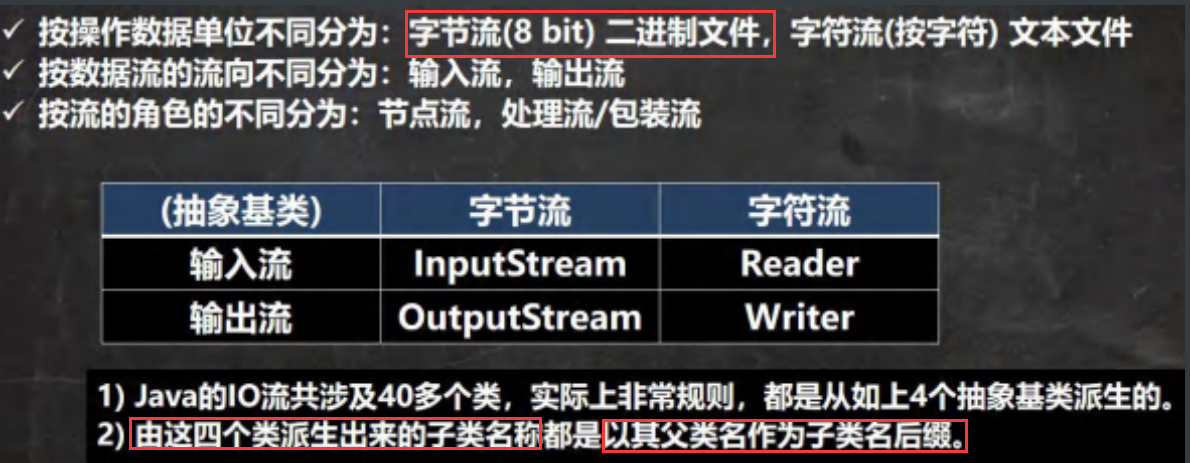 ✓ 按操作数据单位不同分为：字节流(8 bit) 二进制文件，字符流(按字符) 文本文件
✓ 按数据流的流向不同分为：输入流，输出流
✓ 按流的角色的不同分为：节点流，处理流/包装流
(抽象基类) 字节流 字符流
输入流 InputStream Reader
输出流 OutputStream Writer
1) Java的IO流共涉及40多个类，实际上非常规则，都是从如上4个抽象基类派生的。
2) 由这四个类派生出来的子类名称都是以其父类名作为子类名后缀。